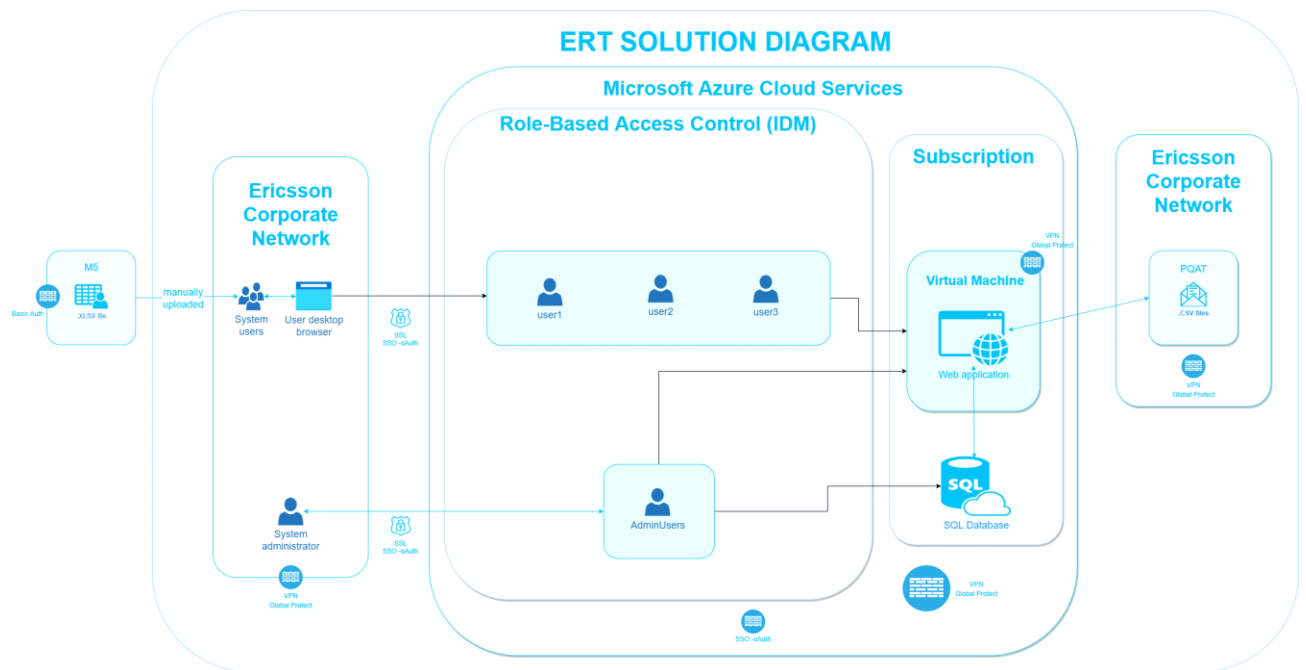 ERT SOLUTION DIAGRAM
Microsoft Azure Cloud Services
Role-Based Access Control (IDM)
Subscription
Ericsson
Corporate
Network
Ericsson
Corporate
Network
M5
.XLSX file
Basic Auth
manually
uploaded
System
users
User desktop
browser
SSL
SSO -oAuth
user1
user2
user3
VPN
Global Protect
Virtual Machine
Web application
PQAT
.CSV files
VPN
Global Protect
System
administrator
SSL
SSO -oAuth
AdminUsers
SQL
SQL Database
VPN
Global Protect
VPN
Global Protect
SSO -oAuth